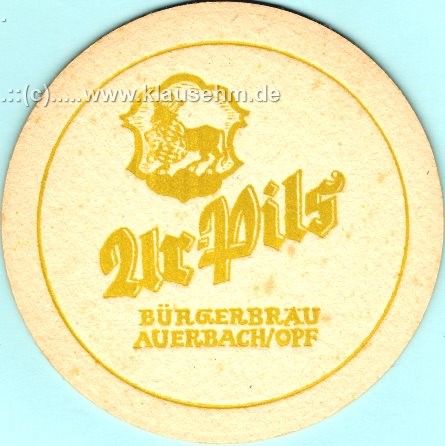 .::(c).....www.klausehm.de
Ur-Pils
BÜRGERBRÄU
AUERBACH/OPF